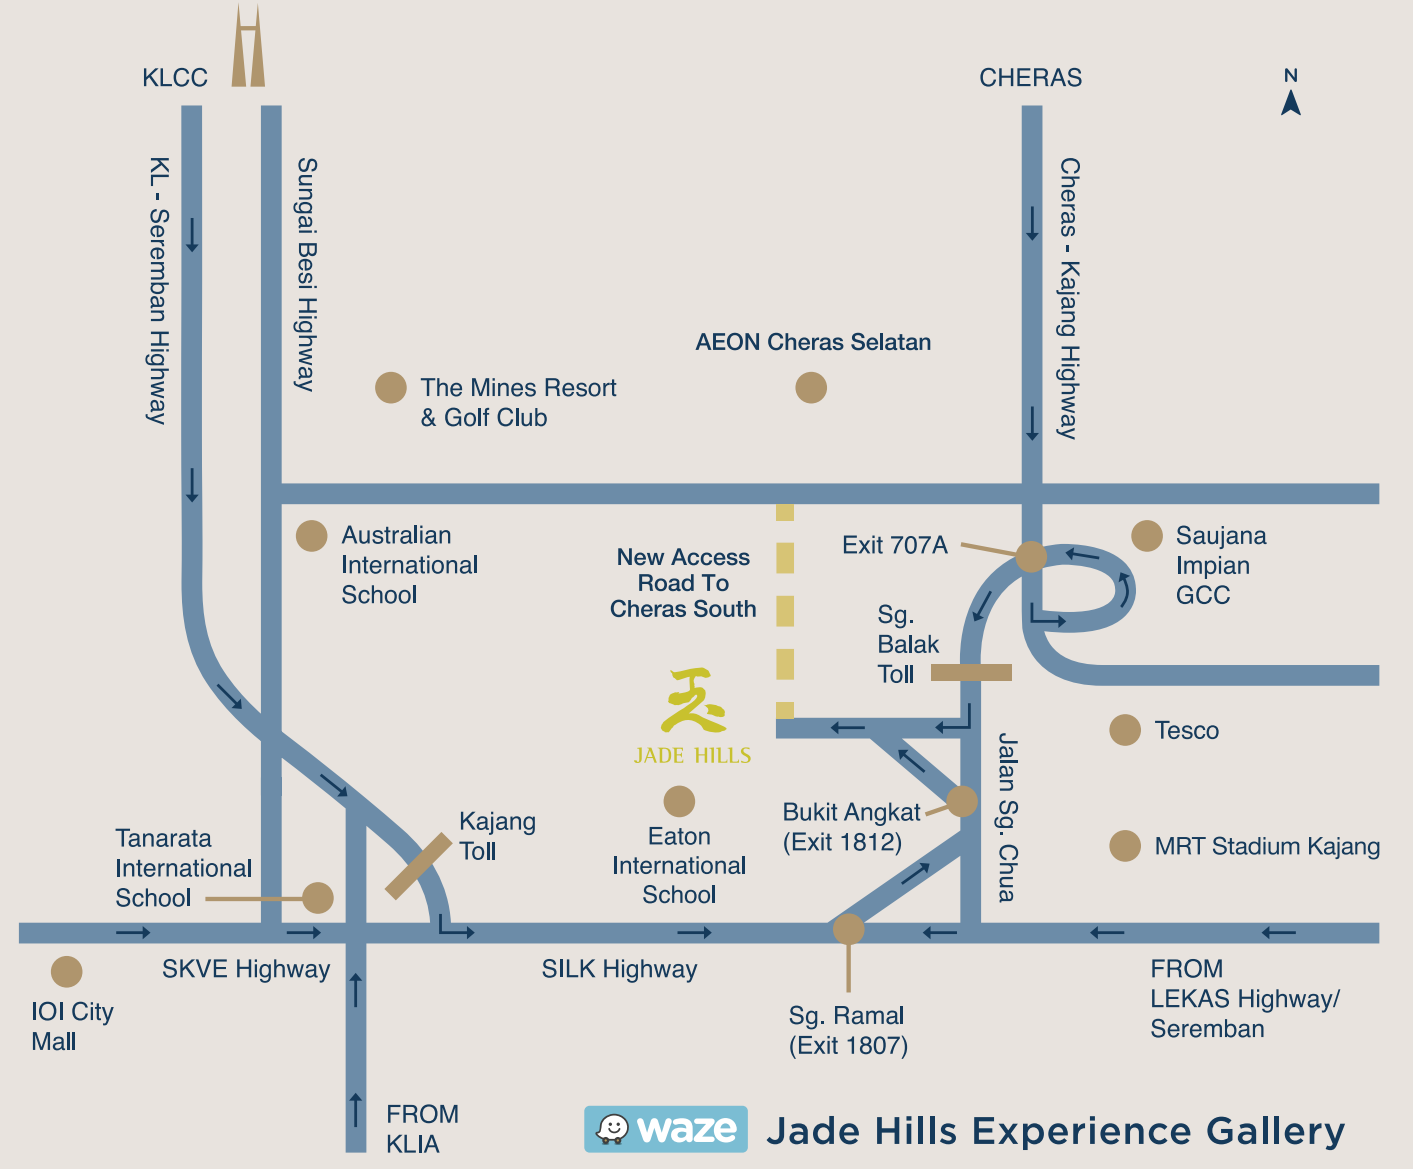 KLCC
CHERAS
N
KL - Seremban Highway
Sungai Besi Highway
Cheras - Kajang Highway
AEON Cheras Selatan
The Mines Resort
& Golf Club
Australian
International
School
New Access
Road To
Cheras South
Exit 707A
Saujana
Impian
GCC
Sg.
Balak
Toll
玉
JADE HILLS
Tesco
Jalan Sg. Chua
Bukit Angkat
(Exit 1812)
MRT Stadium Kajang
Kajang
Toll
Tanarata
International
School
Eaton
International
School
SKVE Highway
SILK Highway
FROM
LEKAS Highway/
Seremban
IOI City
Mall
Sg. Ramal
(Exit 1807)
FROM
KLIA
waze
Jade Hills Experience Gallery